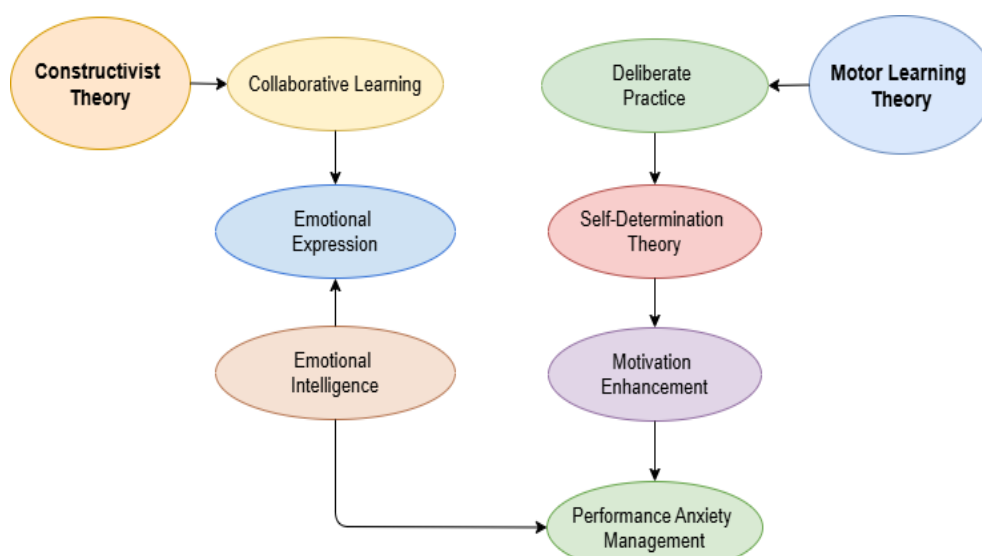 Constructivist
Theory
Collaborative Learning
Deliberate
Practice
Motor Learning
Theory
Emotional
Expression
Self-Determination
Theory
Emotional
Intelligence
Motivation
Enhancement
Performance Anxiety
Management